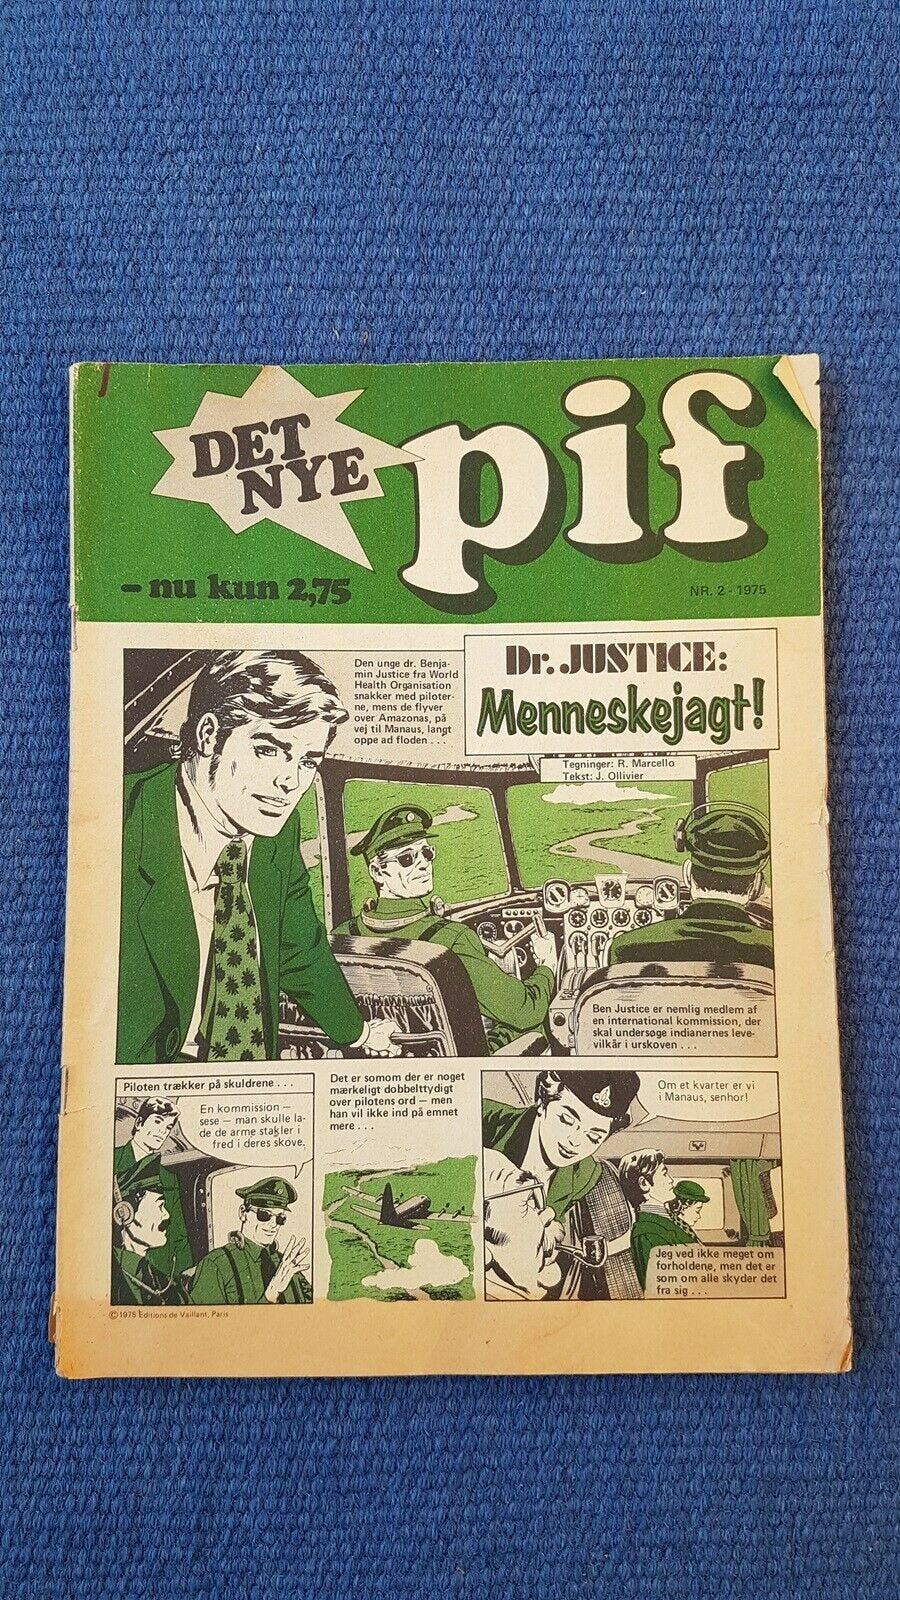 DET
NYE
pif
– nu kun 2,75
NR. 2 - 1975
Dr. JUSTICE:
Menneskejagt!
Tegninger: R. Marcello
Tekst: J. Ollivier
Den unge dr. Benja-
min Justice fra World
Health Organisation
snakker med piloter-
ne, mens de flyver
over Amazonas, på
vej til Manaus, langt
oppe ad floden . . .
Ben Justice er nemlig medlem af
en international kommission, der
skal undersøge indianernes leve-
vilkår i urskoven . . .
Piloten trækker på skuldrene . . .
En kommission –
sese – man skulle la-
de de arme stakler i
fred i deres skove.
Det er somom der er noget
mærkeligt dobbelttydigt
over pilotens ord – men
han vil ikke ind på emnet
mere . . .
Om et kvarter er vi
i Manaus, senhor!
Jeg ved ikke meget om
forholdene, men det er
som om alle skyder det
fra sig . . .
©1975 Editions de Vaillant, Paris